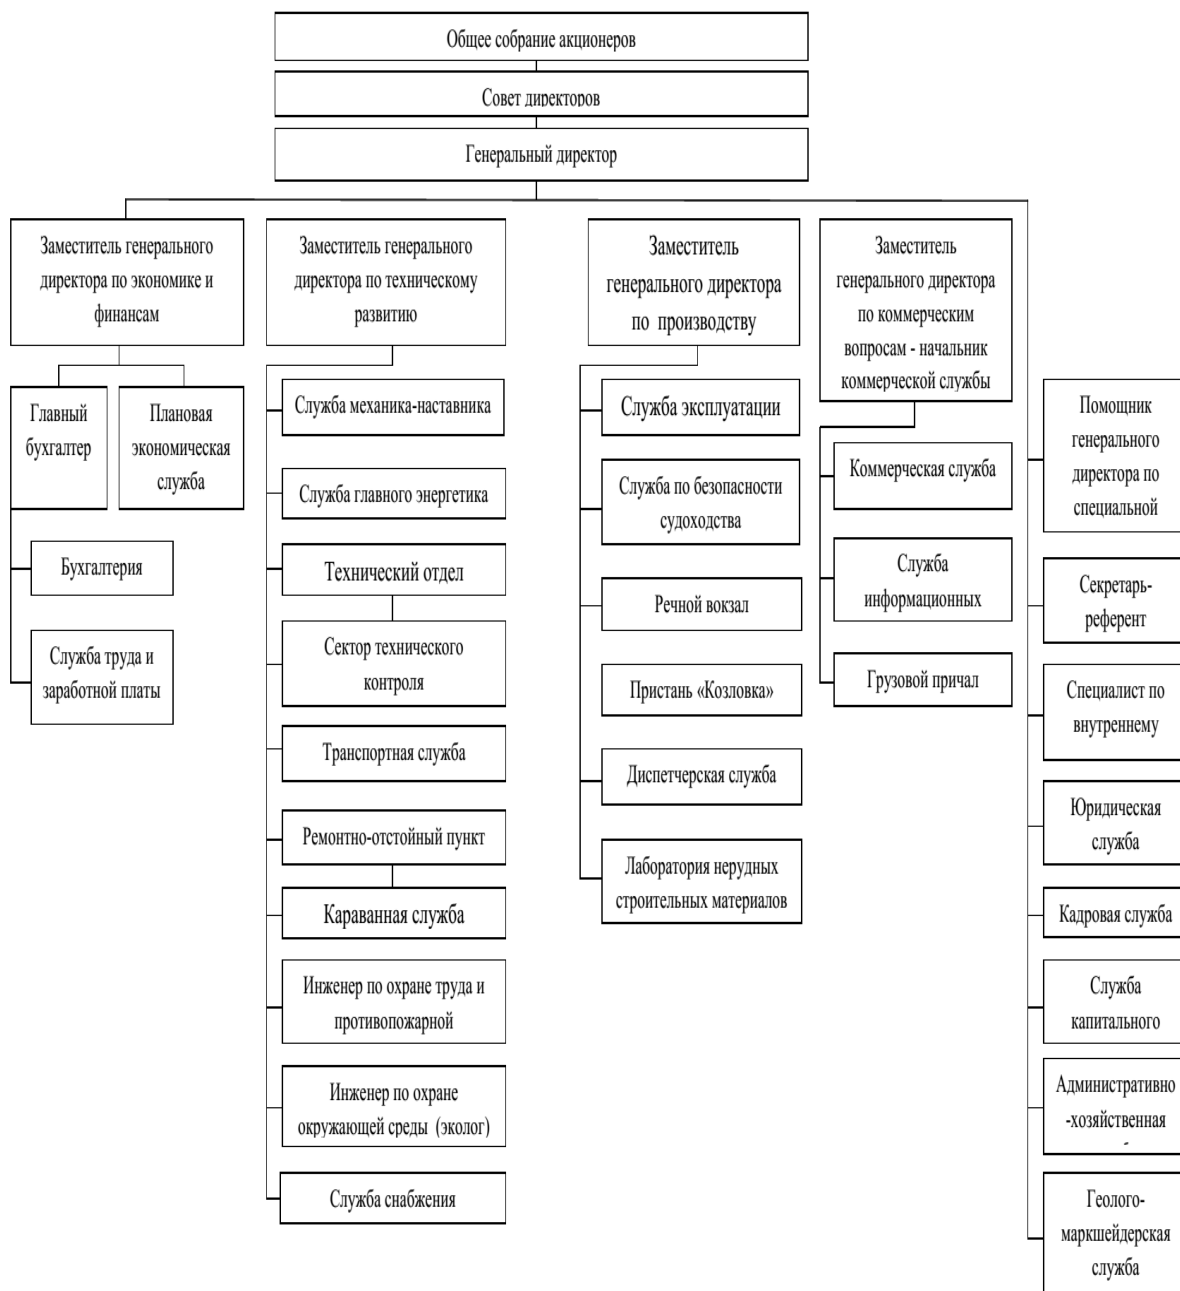 Общее собрание акционеров
Совет директоров
Генеральный директор
Заместитель генерального
директора по экономике и
финансам
Главный
бухгалтер
Плановая
экономическая
служба
Бухгалтерия
Служба труда и
заработной платы
Заместитель генерального
директора по техническому
развитию
Служба механика-наставника
Служба главного энергетика
Технический отдел
Сектор технического
контроля
Транспортная служба
Ремонтно-отстойный пункт
Караванная служба
Инженер по охране труда и
противопожарной
Инженер по охране
окружающей среды (эколог)
Служба снабжения
Заместитель
генерального директора
по производству
Служба эксплуатации
Служба по безопасности
судоходства
Речной вокзал
Пристань «Козловка»
Диспетчерская служба
Лаборатория нерудных
строительных материалов
Заместитель
генерального директора
по коммерческим
вопросам - начальник
коммерческой службы
Коммерческая служба
Служба
информационных
Грузовой причал
Помощник
генерального
директора по
специальной
Секретарь-
референт
Специалист по
внутреннему
Юридическая
служба
Кадровая служба
Служба
капитального
Административно
-хозяйственная
Геолого-
маркшейдерская
служба